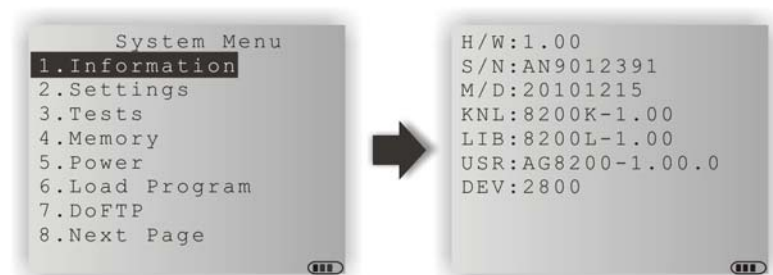 System Menu
1.Information
2.Settings
3.Tests
4.Memory
5.Power
6.Load Program
7.DoFTP
8.Next Page
H/W:1.00
S/N:AN9012391
M/D:20101215
KNL:8200K-1.00
LIB:8200L-1.00
USR:AG8200-1.00.0
DEV:2800